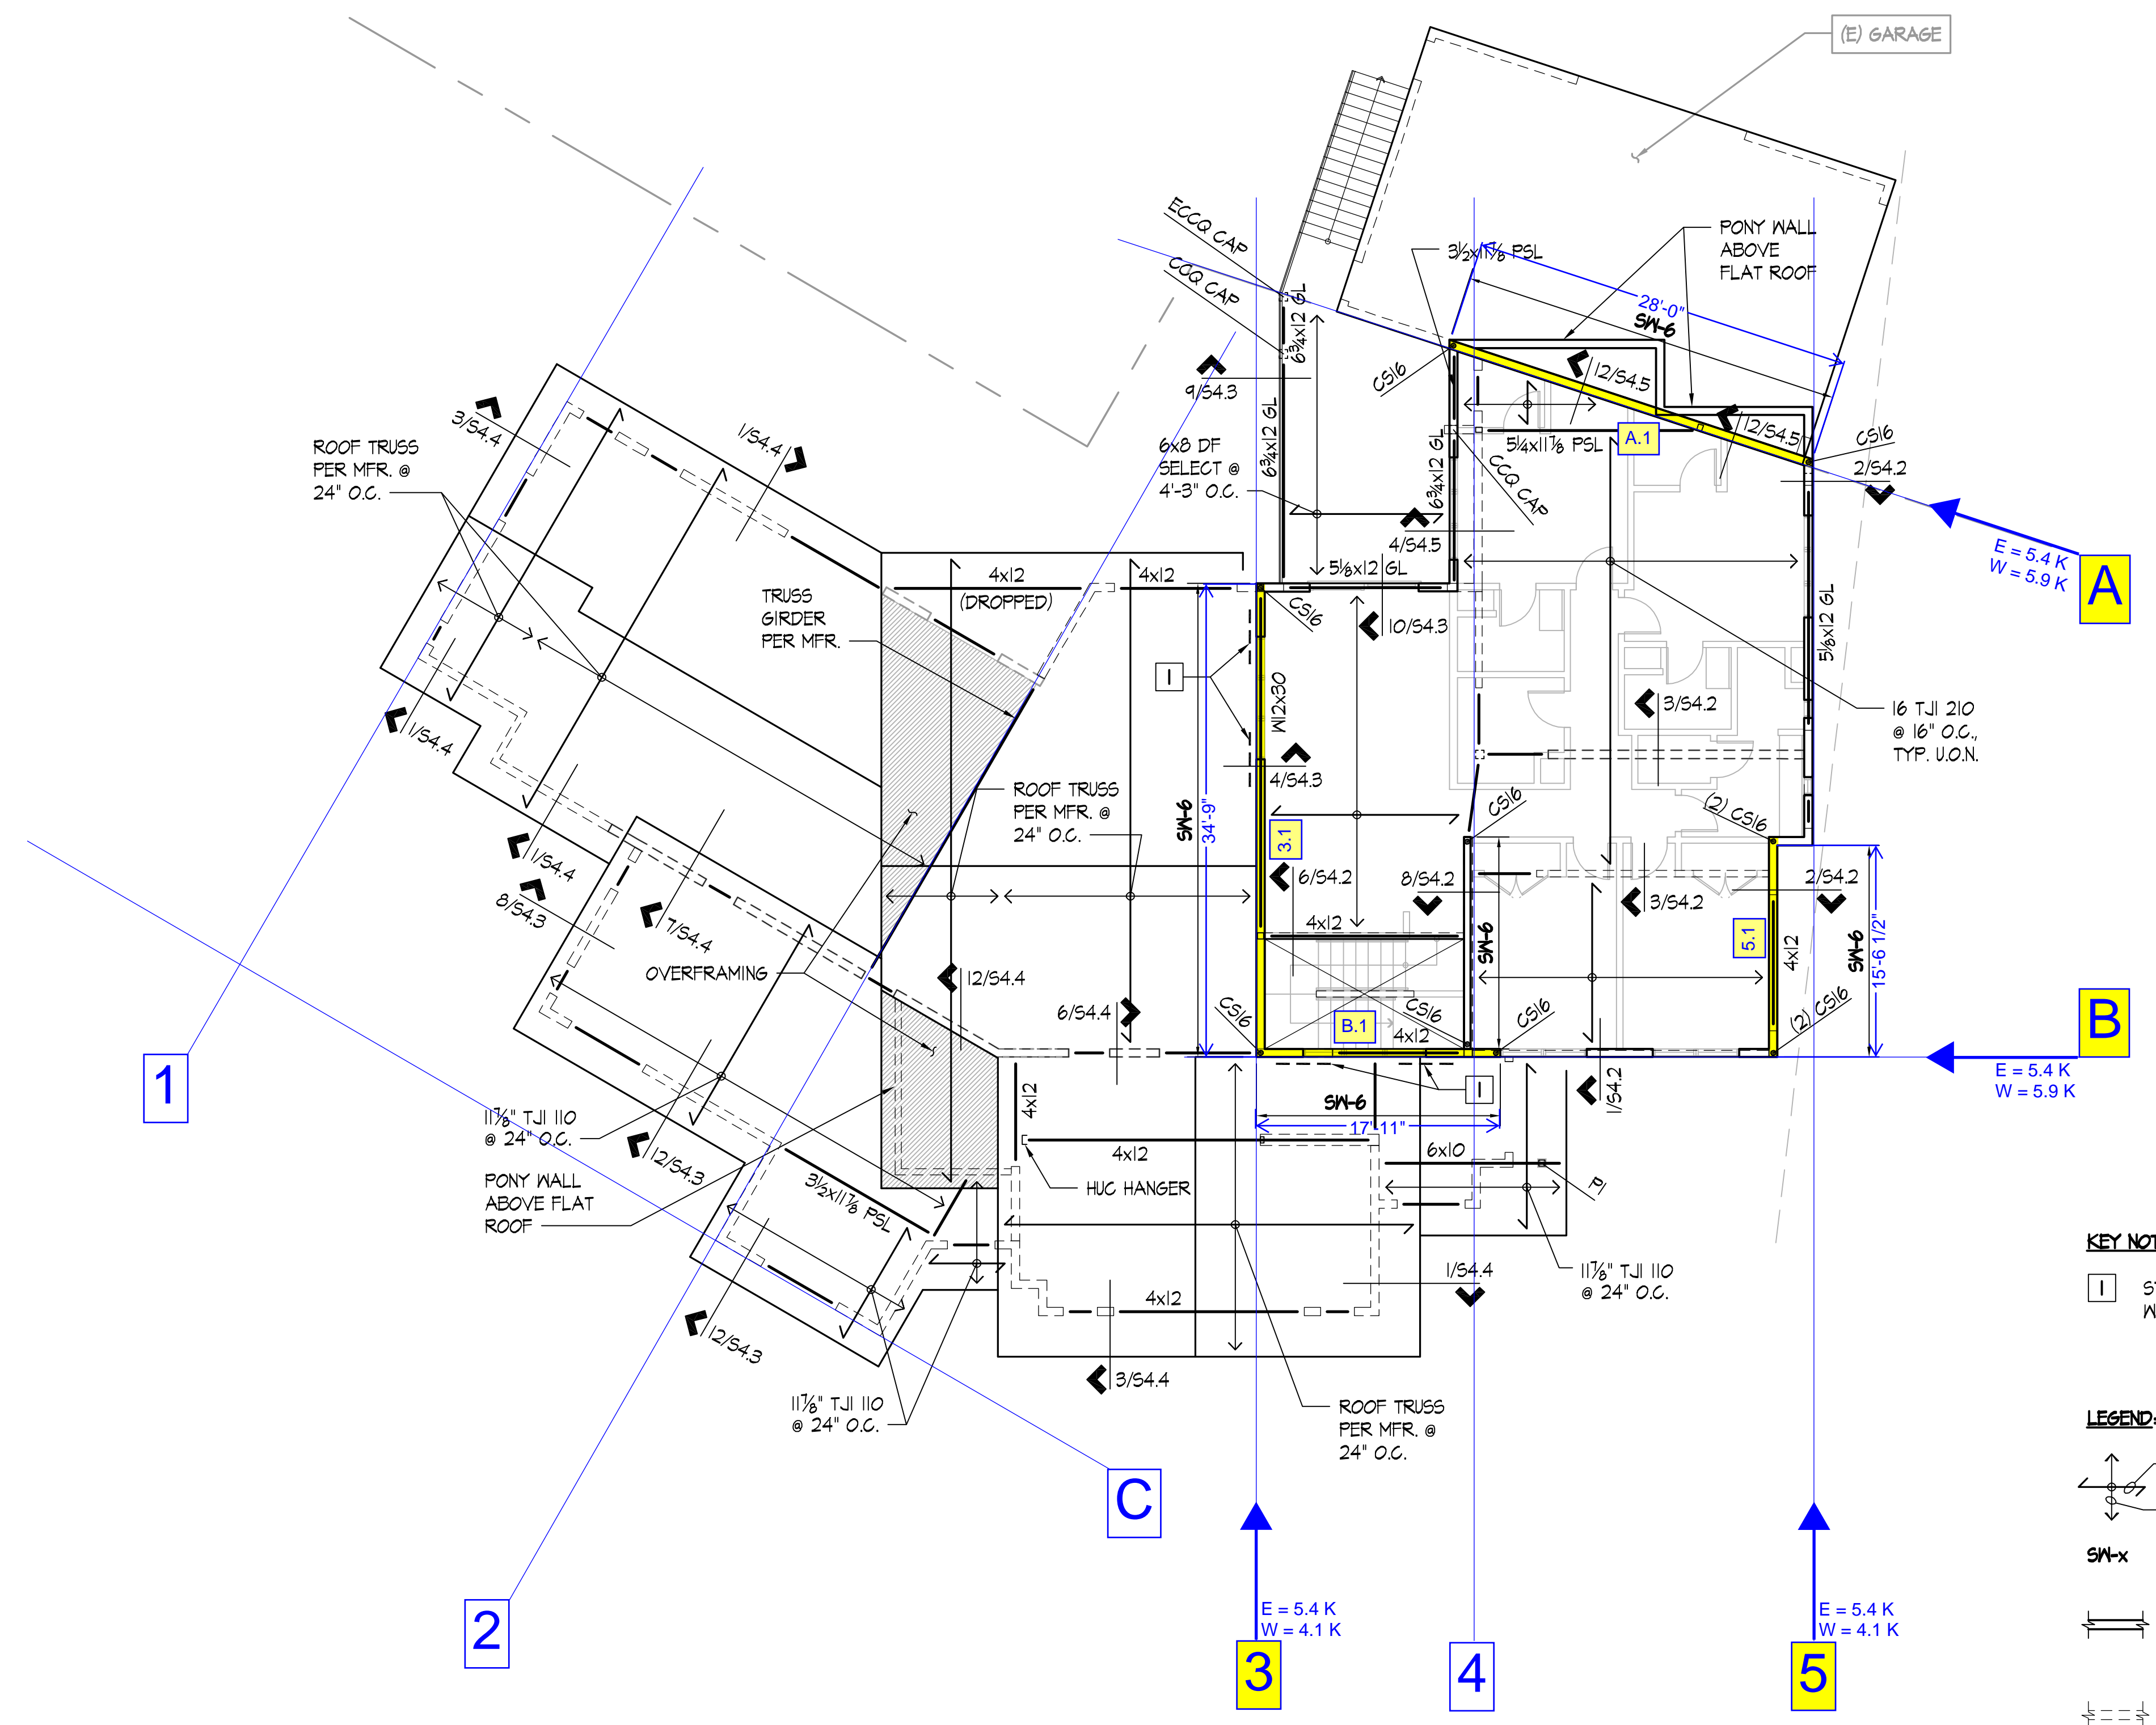 (E) GARAGE
ECCQ CAP
CCQ CAP
3½x11⅞ PSL
PONY WALL
ABOVE
FLAT ROOF
28'-0"
SW-6
6¾x12 GL
CS16
12/S4.5
9/S4.3
12/S4.5
CS16
2/S4.2
3/S4.4
1/S4.4
ROOF TRUSS
PER MFR. @
24" O.C.
6x8 DF
SELECT @
4'-3" O.C.
6¾x12 GL
6¾x12 GL
5¼x11⅞ PSL
A.1
CCQ CAP
4/S4.5
5⅛x12 GL
E = 5.4 K
W = 5.9 K
A
4x12
(DROPPED)
4x12
TRUSS
GIRDER
PER MFR.
CS16
10/S4.3
5⅛x12 GL
1
W12x30
3/S4.2
16 TJI 210
@ 16" O.C.,
TYP. U.O.N.
1/S4.4
4/S4.3
ROOF TRUSS
PER MFR. @
24" O.C.
SW-6
34'-9"
CS16
(2) CS16
3.1
1/S4.4
8/S4.3
7/S4.4
6/S4.2
8/S4.2
3/S4.2
2/S4.2
4x12
SW-6
5.1
4x12
SW-6
15'-6 1/2"
OVERFRAMING
12/S4.4
6/S4.4
CS16
B.1
CS16
4x12
CS16
(2) CS16
B
E = 5.4 K
W = 5.9 K
1
4x12
1
1/S4.2
SW-6
17'-11"
11⅞" TJI 110
@ 24" O.C.
12/S4.3
4x12
6x10
P1
HUC HANGER
PONY WALL
ABOVE FLAT
ROOF
3½x11⅞ PSL
KEY NOT
1
S
W
1/S4.4
11⅞" TJI 110
@ 24" O.C.
4x12
12/S4.3
3/S4.4
11⅞" TJI 110
@ 24" O.C.
ROOF TRUSS
PER MFR. @
24" O.C.
LEGEND:
C
SW-x
2
E = 5.4 K
W = 4.1 K
3
4
E = 5.4 K
W = 4.1 K
5